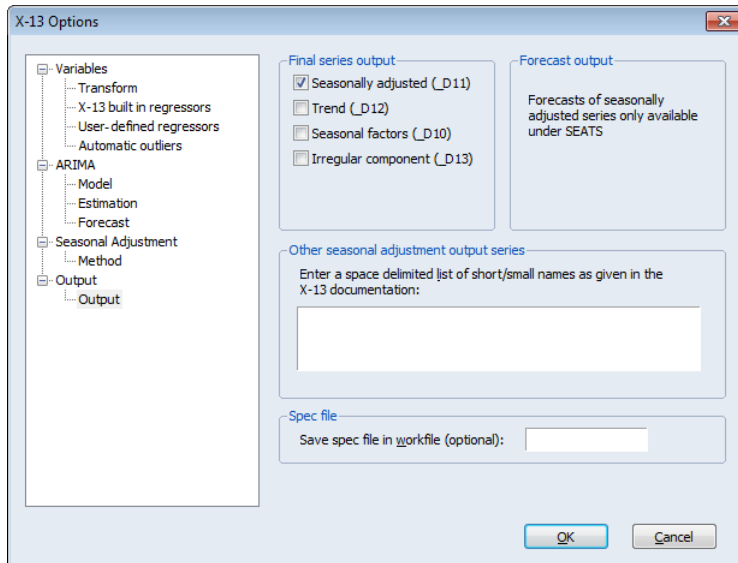 X-13 Options
Variables
Transform
X-13 built in regressors
User-defined regressors
Automatic outliers
ARIMA
Model
Estimation
Forecast
Seasonal Adjustment
Method
Output
Output
Final series output
Seasonally adjusted (_D11)
Trend (_D12)
Seasonal factors (_D10)
Irregular component (_D13)
Forecast output
Forecasts of seasonally
adjusted series only available
under SEATS
Other seasonal adjustment output series
Enter a space delimited list of short/small names as given in the
X-13 documentation:
Spec file
Save spec file in workfile (optional):
OK
Cancel